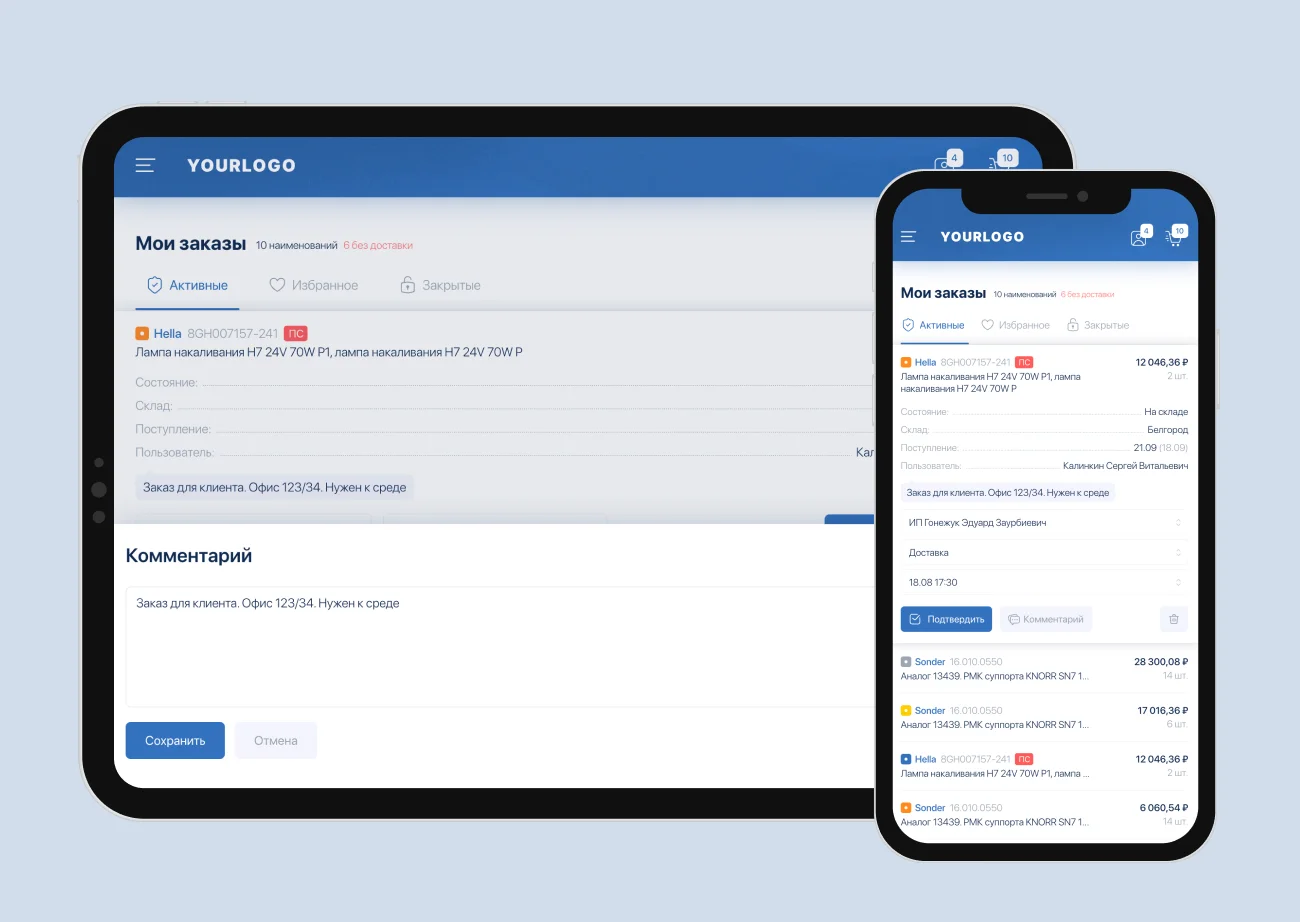 YOURLOGO
4
10
Мои заказы 10 наименований 6 без доставки
Активные Избранное Закрытые
Hella 8GH007157-241 ПС
Лампа накаливания H7 24V 70W P1, лампа накаливания H7 24V 70W P
Состояние:
Склад:
Поступление:
Пользователь:
Заказ для клиента. Офис 123/34. Нужен к среде
Комментарий
Заказ для клиента. Офис 123/34. Нужен к среде
Сохранить Отмена
YOURLOGO
4
10
Мои заказы 10 наименований 6 без доставки
Активные Избранное Закрытые
Hella 8GH007157-241 ПС 12 046,36 ₽
Лампа накаливания H7 24V 70W P1, лампа 2 шт.
накаливания H7 24V 70W P
Состояние: На складе
Склад: Белгород
Поступление: 21.09 (18.09)
Пользователь: Калинкин Сергей Витальевич
Заказ для клиента. Офис 123/34. Нужен к среде
ИП Гонежук Эдуард Заурбиевич
Доставка
18.08 17:30
Подтвердить Комментарий
Sonder 16.010.0550 28 300,08 ₽
Аналог 13439. РМК суппорта KNORR SN7 1... 14 шт.
Sonder 16.010.0550 17 016,36 ₽
Аналог 13439. РМК суппорта KNORR SN7 1... 6 шт.
Hella 8GH007157-241 ПС 12 046,36 ₽
Лампа накаливания H7 24V 70W P1, лампа ... 2 шт.
Sonder 16.010.0550 6 060,54 ₽
Аналог 13439. РМК суппорта KNORR SN7 1... 14 шт.